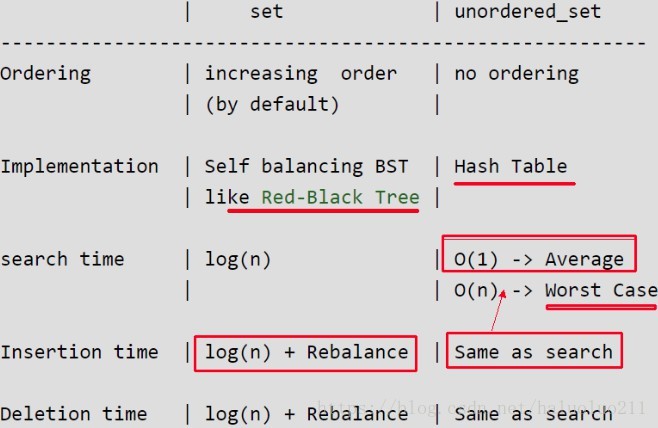 | set | unordered_set
---------------------------------------------------------
Ordering | increasing order | no ordering
| (by default) |
Implementation | Self balancing BST | Hash Table
| like Red-Black Tree |
search time | log(n) | O(1) -> Average
| | O(n) -> Worst Case
Insertion time | log(n) + Rebalance | Same as search
Deletion time | log(n) + Rebalance | Same as search